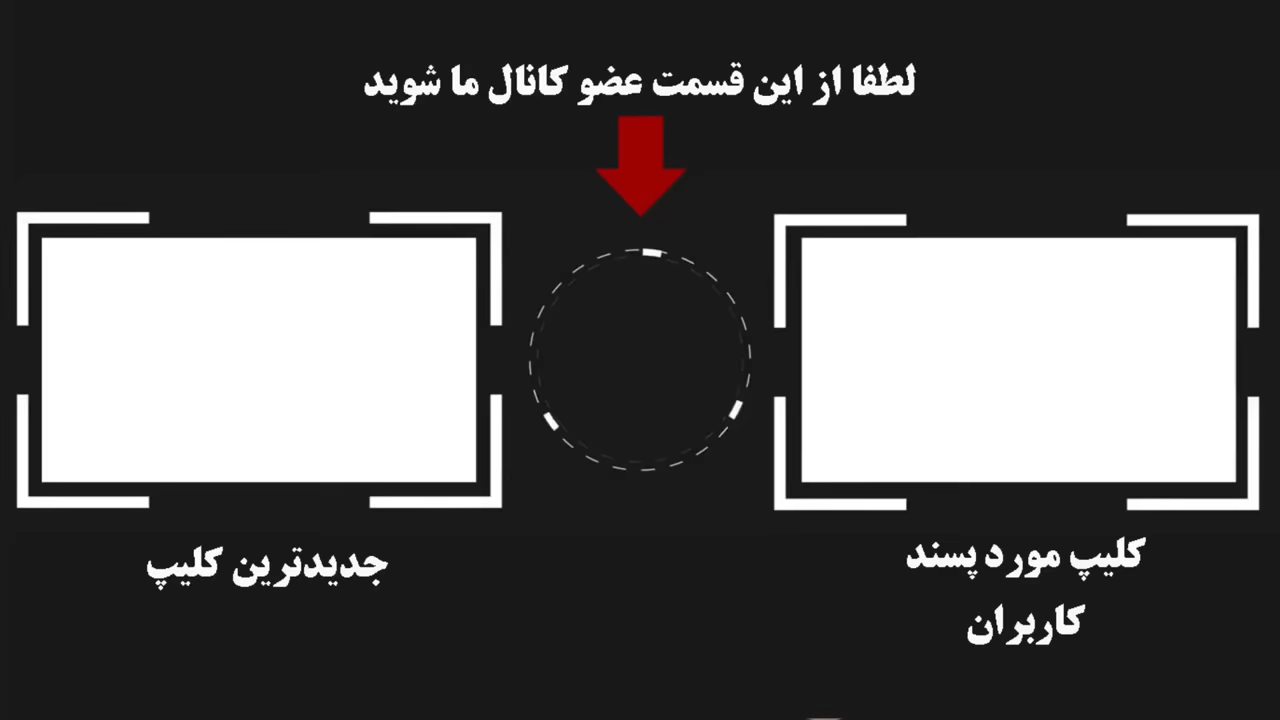 لطفا از این قسمت عضو کانال ما شوید
کلیپ مورد پسند
کاربران
جدیدترین کلیپ